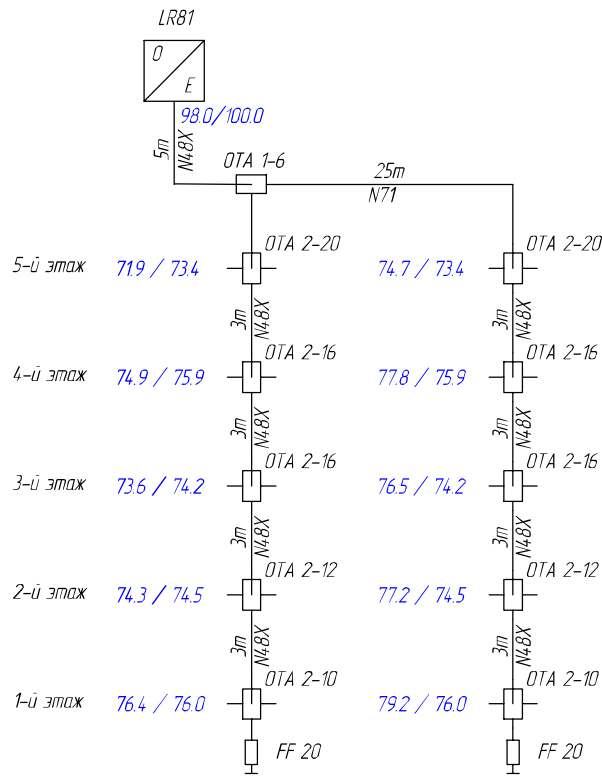 LR81
O
E
98.0/100.0
5m
N48X
OTA 1-6
25m
N71
5-й этаж
71.9 / 73.4
OTA 2-20
74.7 / 73.4
OTA 2-20
3m
N48X
3m
N48X
4-й этаж
74.9 / 75.9
OTA 2-16
77.8 / 75.9
OTA 2-16
3m
N48X
3m
N48X
3-й этаж
73.6 / 74.2
OTA 2-16
76.5 / 74.2
OTA 2-16
3m
N48X
3m
N48X
2-й этаж
74.3 / 74.5
OTA 2-12
77.2 / 74.5
OTA 2-12
3m
N48X
3m
N48X
1-й этаж
76.4 / 76.0
OTA 2-10
79.2 / 76.0
OTA 2-10
FF 20
FF 20